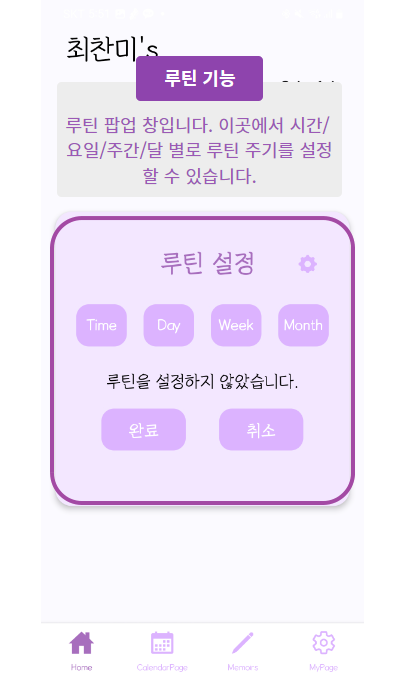 최찬미's
루틴 기능
루틴 팝업 창입니다. 이곳에서 시간/
요일/주간/달 별로 루틴 주기를 설정
할 수 있습니다.
루틴 설정
Time Day Week Month
루틴을 설정하지 않았습니다.
완료 취소
Home CalendarPage Memoirs MyPage